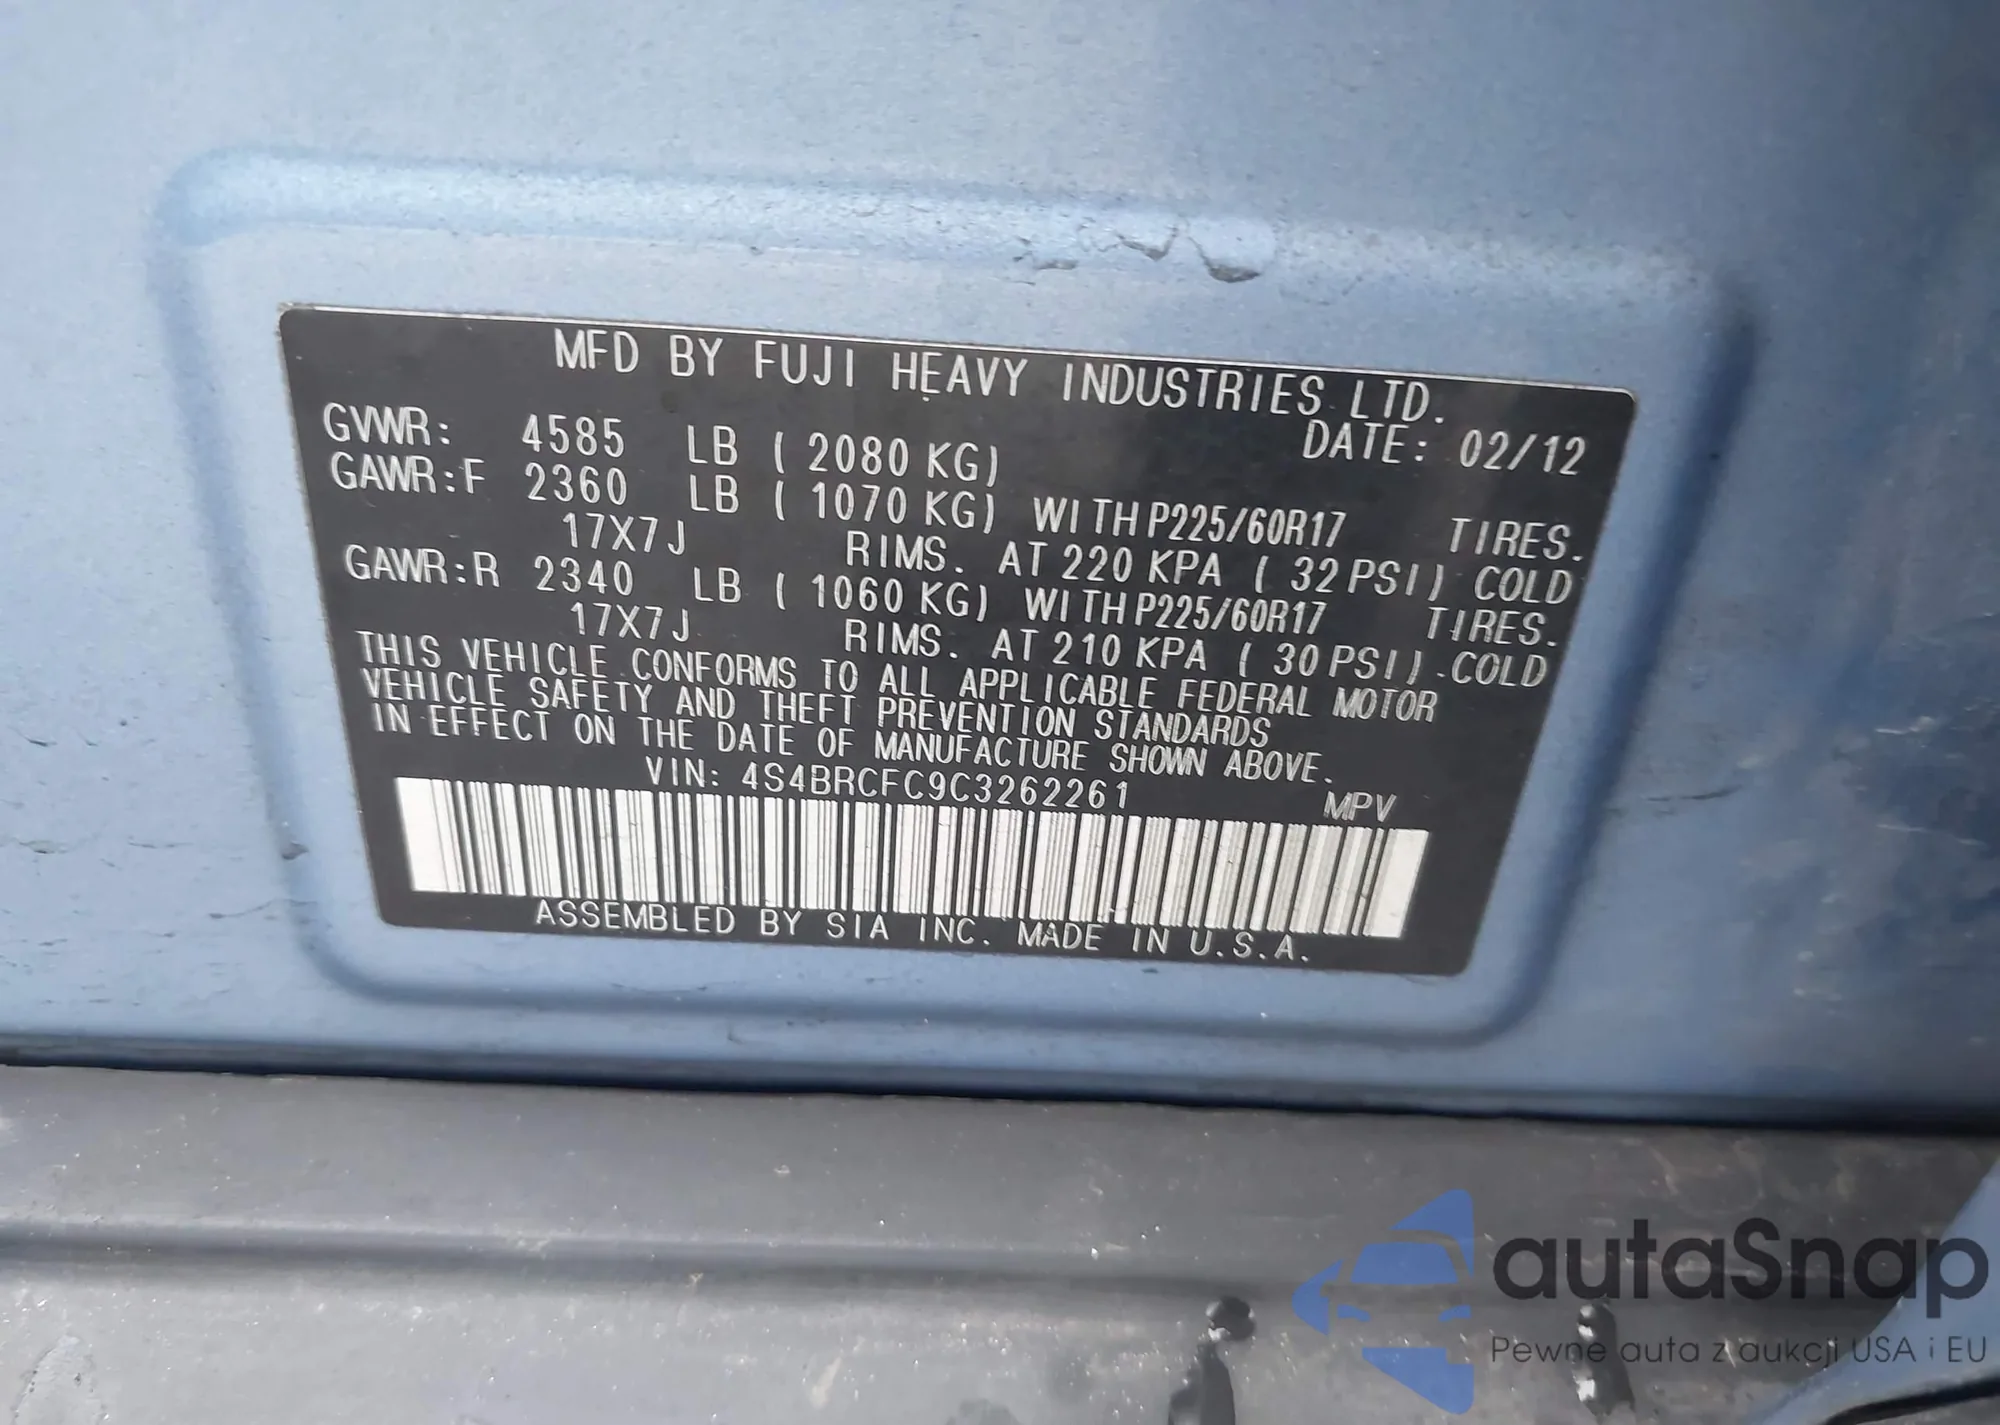 MFD BY FUJI HEAVY INDUSTRIES LTD.
GVWR: 4585 LB ( 2080 KG) DATE: 02/12
GAWR:F 2360 LB ( 1070 KG) WITH P225/60R17 TIRES.
17X7J RIMS. AT 220 KPA ( 32 PSI) COLD
GAWR:R 2340 LB ( 1060 KG) WITH P225/60R17 TIRES.
17X7J RIMS. AT 210 KPA ( 30 PSI) COLD
THIS VEHICLE CONFORMS TO ALL APPLICABLE FEDERAL MOTOR
VEHICLE SAFETY AND THEFT PREVENTION STANDARDS
IN EFFECT ON THE DATE OF MANUFACTURE SHOWN ABOVE.
VIN: 4S4BRCFC9C3262261 MPV
ASSEMBLED BY SIA INC. MADE IN U.S.A.
autaSnap
Pewne auta z aukcji USA i EU